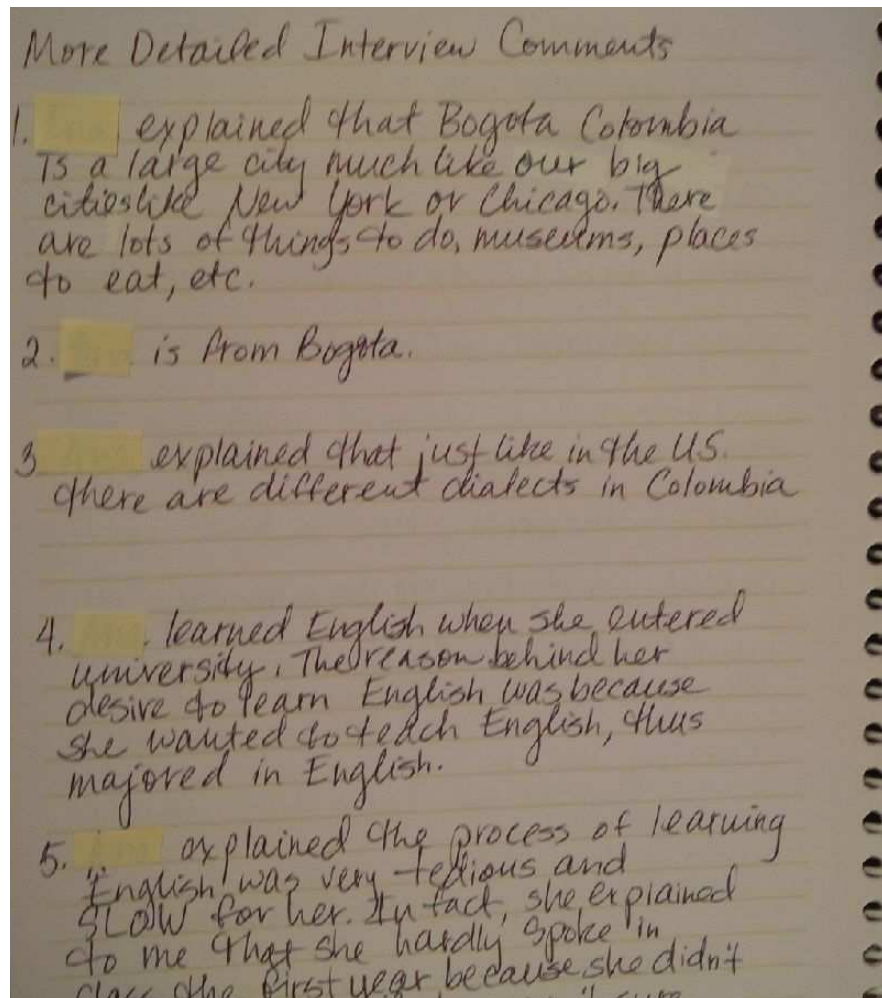 More Detailed Interview Comments
1. explained that Bogota Colombia
Is a large city much like our big
cities like New York or Chicago. There
are lots of things to do, museums, places
to eat, etc.
2. is from Bogota.
3 explained that just like in the US.
there are different dialects in Colombia
4. learned English when she entered
university. The reason behind her
desire to learn English was because
she wanted to teach English, thus
majored in English.
5. explained the process of learning
"English" was very tedious and
SLOW for her. In fact, she explained
to me that she hardly spoke in
class the first year because she didn't